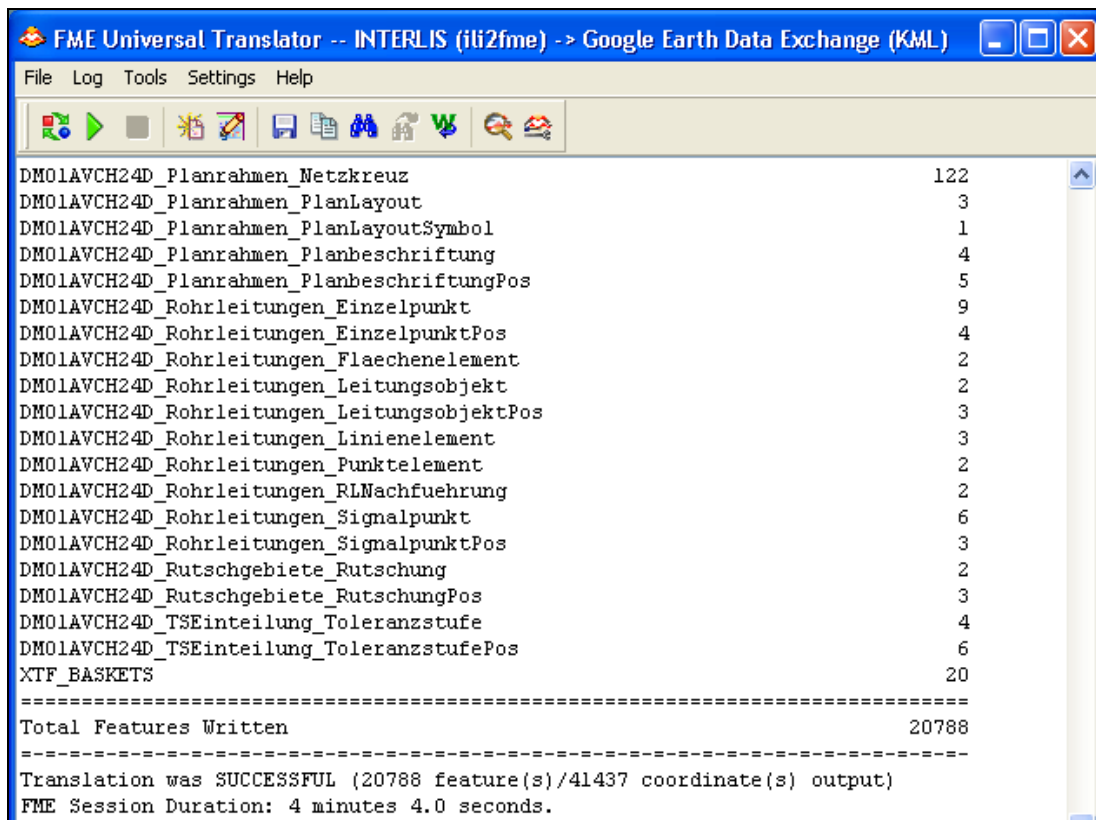 FME Universal Translator -- INTERLIS (ili2fme) -> Google Earth Data Exchange (KML)
File Log Tools Settings Help
DM01AVCH24D_Planrahmen_Netzkreuz 122
DM01AVCH24D_Planrahmen_PlanLayout 3
DM01AVCH24D_Planrahmen_PlanLayoutSymbol 1
DM01AVCH24D_Planrahmen_Planbeschriftung 4
DM01AVCH24D_Planrahmen_PlanbeschriftungPos 5
DM01AVCH24D_Rohrleitungen_Einzelpunkt 9
DM01AVCH24D_Rohrleitungen_EinzelpunktPos 4
DM01AVCH24D_Rohrleitungen_Flaechenelement 2
DM01AVCH24D_Rohrleitungen_Leitungsobjekt 2
DM01AVCH24D_Rohrleitungen_LeitungsobjektPos 3
DM01AVCH24D_Rohrleitungen_Linienelement 3
DM01AVCH24D_Rohrleitungen_Punktelement 2
DM01AVCH24D_Rohrleitungen_RLNachfuehrung 2
DM01AVCH24D_Rohrleitungen_Signalpunkt 6
DM01AVCH24D_Rohrleitungen_SignalpunktPos 3
DM01AVCH24D_Rutschgebiete_Rutschung 2
DM01AVCH24D_Rutschgebiete_RutschungPos 3
DM01AVCH24D_TSEinteilung_Toleranzstufe 4
DM01AVCH24D_TSEinteilung_ToleranzstufePos 6
XTF_BASKETS 20
==============================================================================
Total Features Written 20788
=-=-=-=-=-=-=-=-=-=-=-=-=-=-=-=-=-=-=-=-=-=-=-=-=-=-=-=-=-=-=-=-=-=-=-=-=-=-
Translation was SUCCESSFUL (20788 feature(s)/41437 coordinate(s) output)
FME Session Duration: 4 minutes 4.0 seconds.